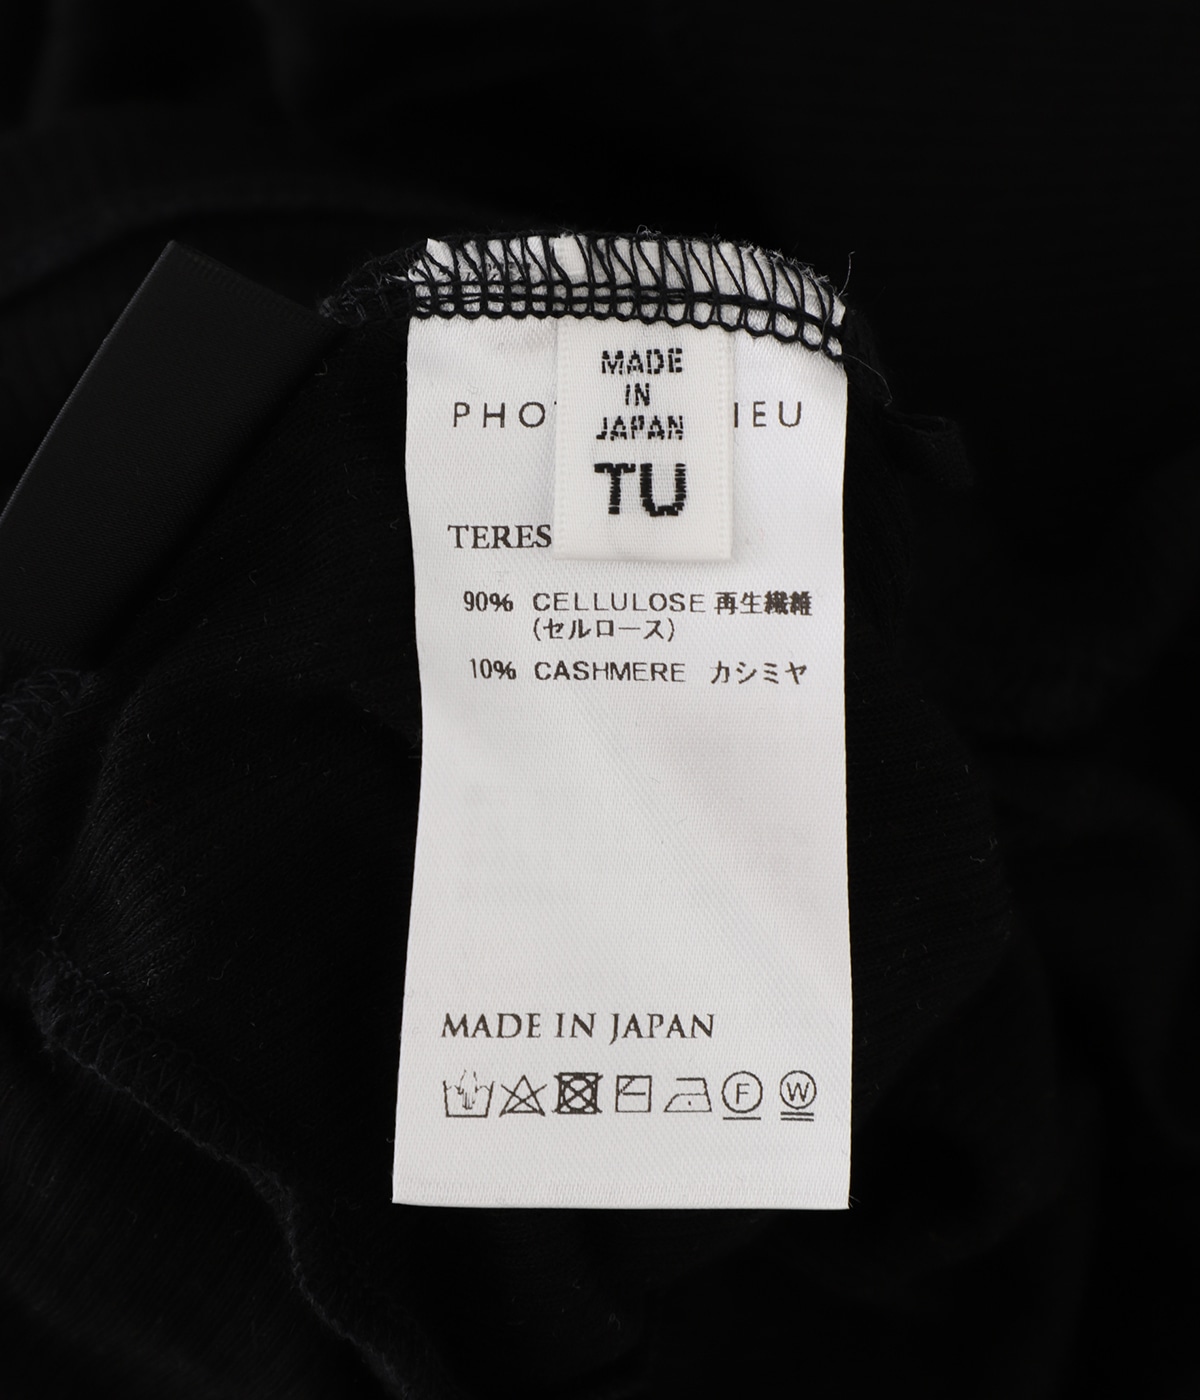 MADE
IN
JAPAN
TU
PHO IEU
TERES
90% CELLULOSE 再生繊維
(セルロース)
10% CASHMERE カシミヤ
MADE IN JAPAN
F W